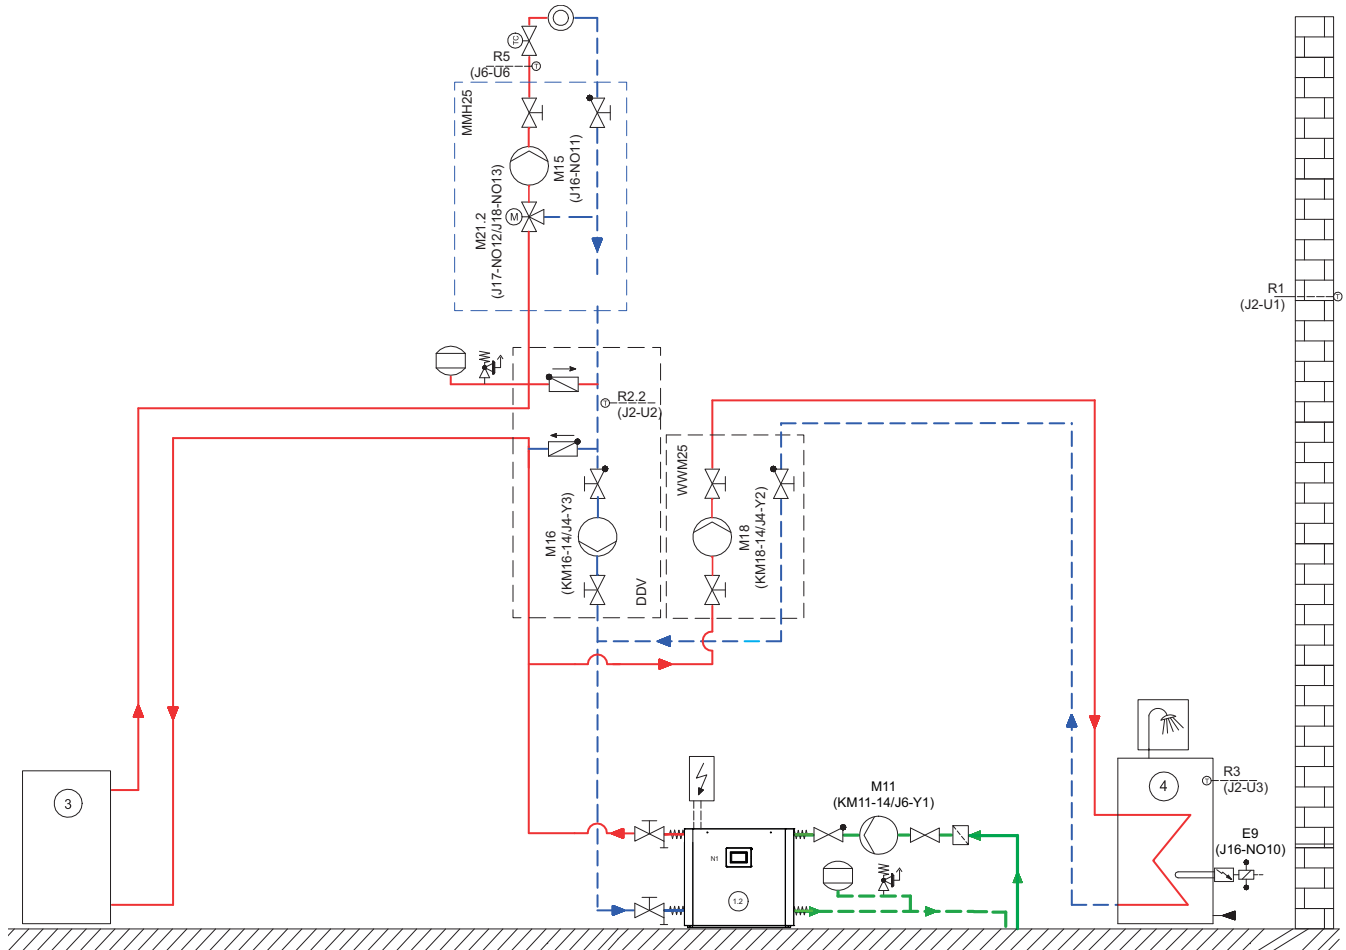 TC
R5
(J6-U6
T
MMH25
M15
(J16-NO11)
M
M21.2
(J17-NO12/J18-NO13)
R1
(J2-U1)
T
T
R2.2
(J2-U2)
WWM25
M16
(KM16-14/J4-Y3)
M18
(KM18-14/J4-Y2)
DDV
3
M11
(KM11-14/J6-Y1)
N1
1.2
4
T
R3
(J2-U3)
E9
(J16-NO10)